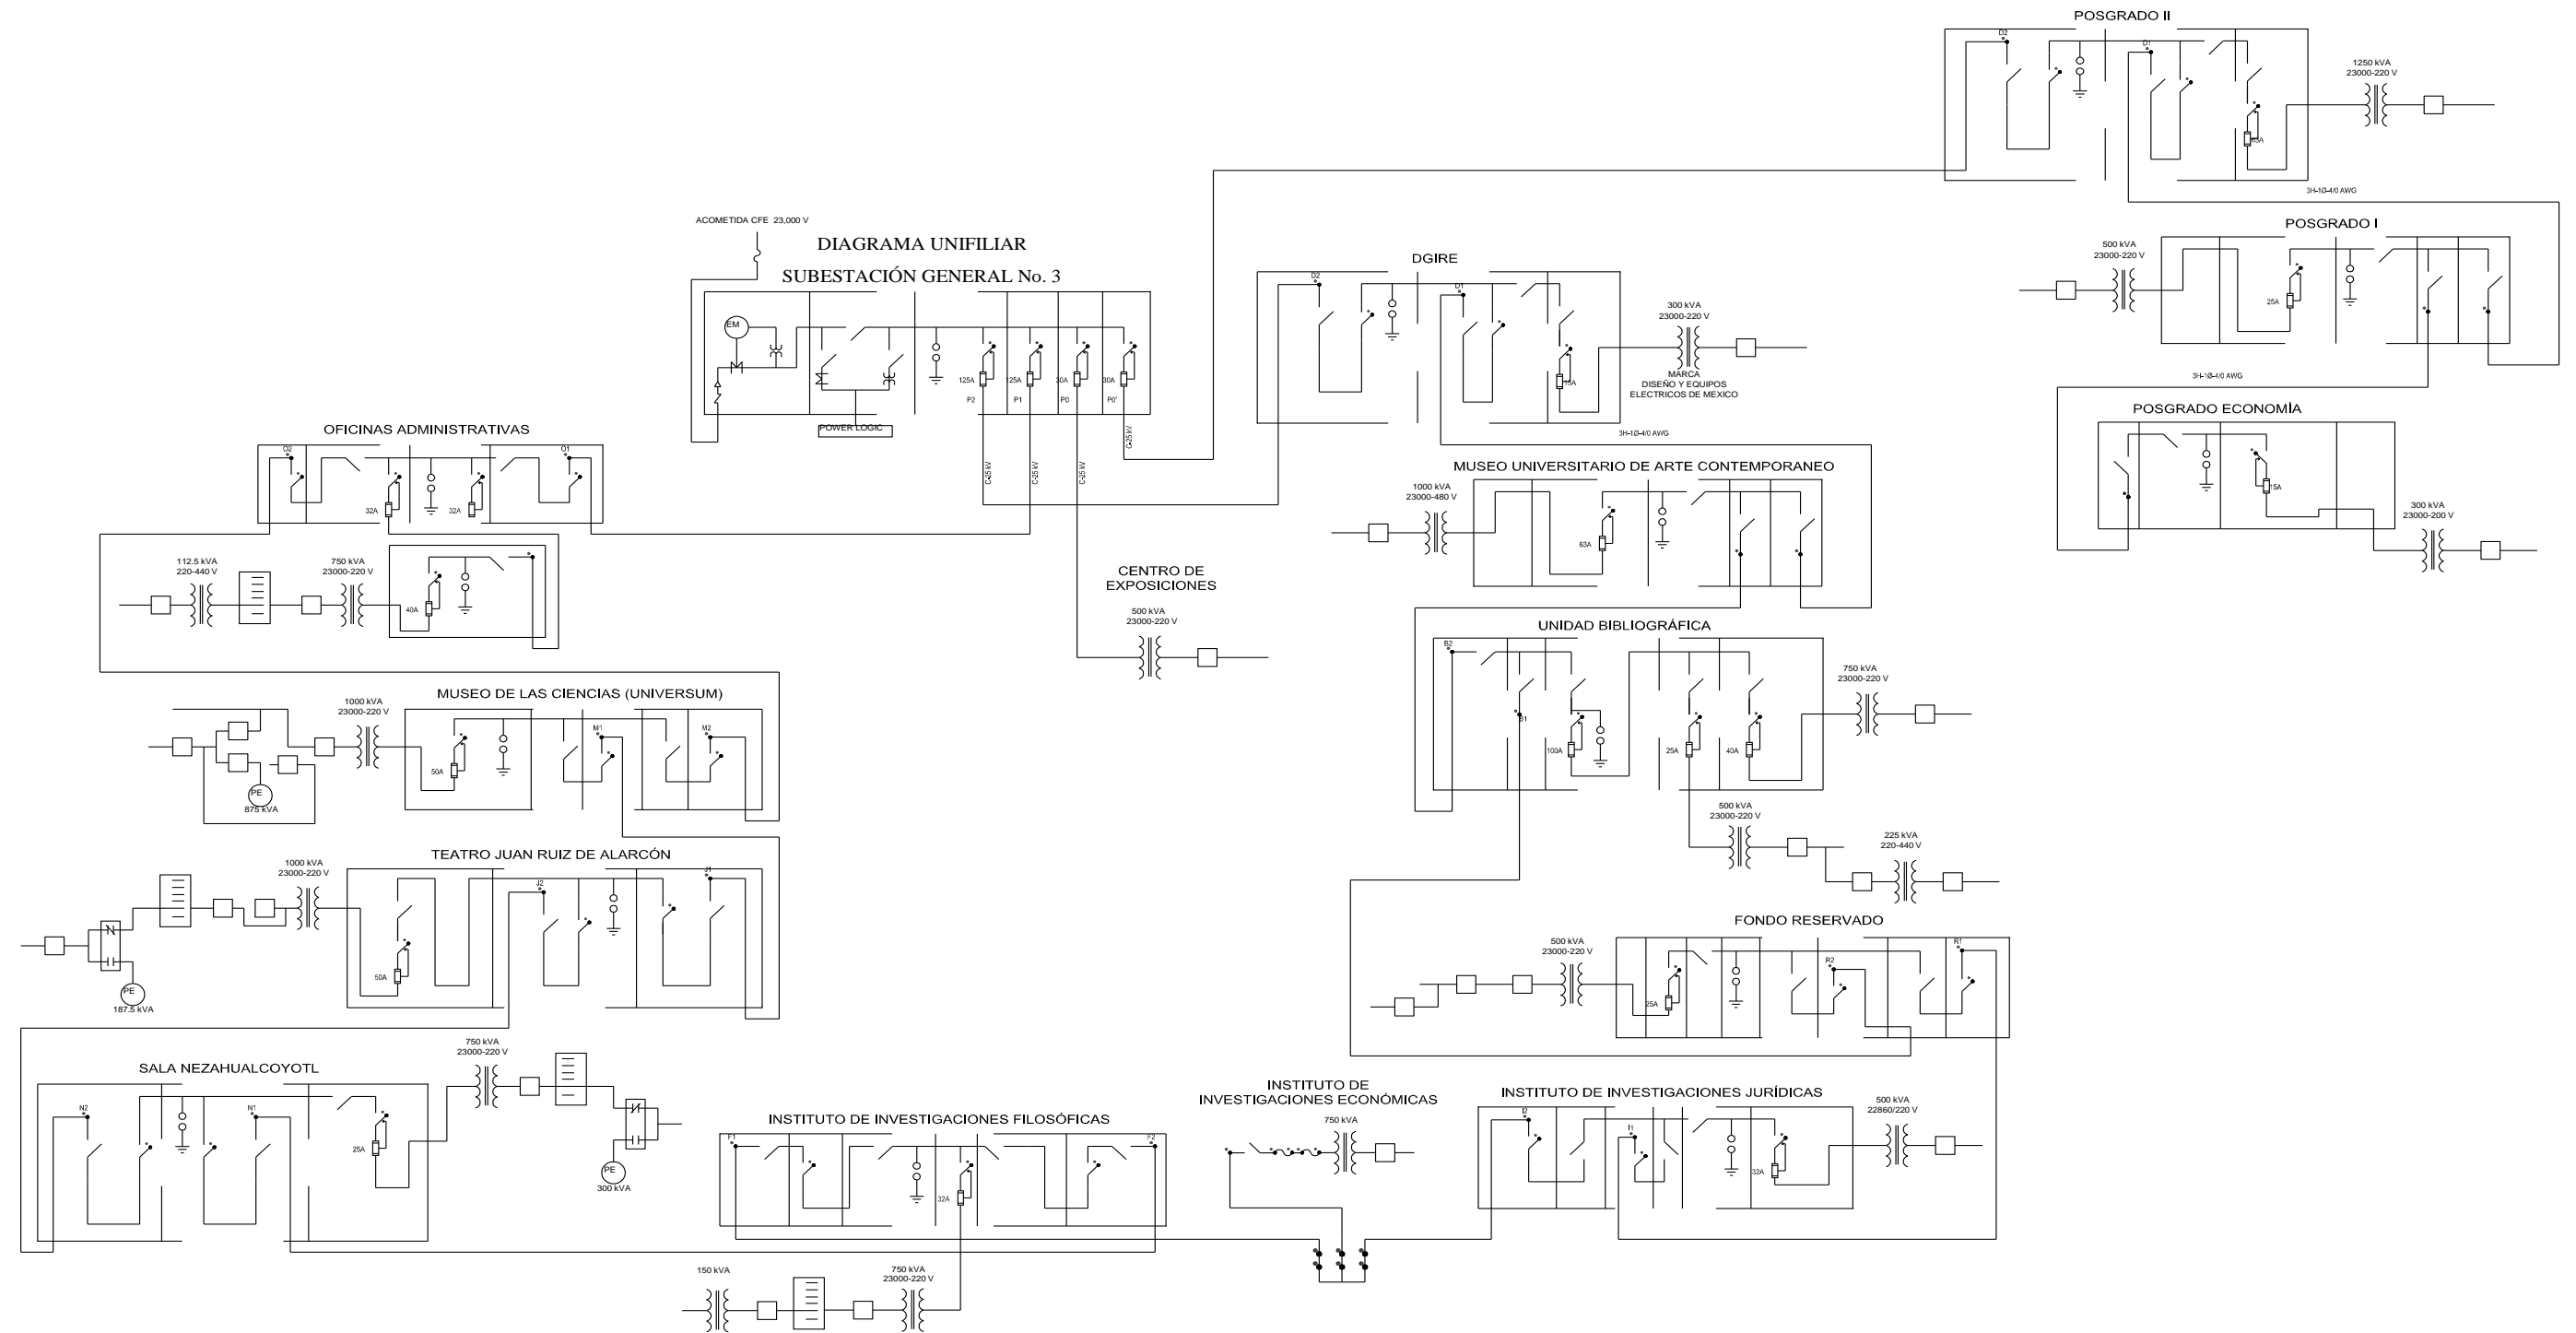 POSGRADO II
D2
D1
63A
1250 kVA
23000-220 V
3H-1Ø-4/0 AWG
ACOMETIDA CFE 23,000 V
DIAGRAMA UNIFILIAR
SUBESTACIÓN GENERAL No. 3
EM
POWER LOGIC
125A
125A
30A
30A
P2
P1
P0
P0'
C-25 kV
C-25 kV
C-25 kV
C-25 kV
DGIRE
D2
D1
15A
300 kVA
23000-220 V
MARCA
DISEÑO Y EQUIPOS
ELECTRICOS DE MEXICO
3H-1Ø-4/0 AWG
POSGRADO I
500 kVA
23000-220 V
25A
3H-1Ø-4/0 AWG
POSGRADO ECONOMÍA
15A
300 kVA
23000-200 V
OFICINAS ADMINISTRATIVAS
O2
O1
32A
32A
112.5 kVA
220-440 V
750 kVA
23000-220 V
40A
MUSEO UNIVERSITARIO DE ARTE CONTEMPORANEO
1000 kVA
23000-480 V
63A
CENTRO DE
EXPOSICIONES
500 kVA
23000-220 V
UNIDAD BIBLIOGRÁFICA
B2
B1
100A
25A
40A
750 kVA
23000-220 V
500 kVA
23000-220 V
225 kVA
220-440 V
MUSEO DE LAS CIENCIAS (UNIVERSUM)
1000 kVA
23000-220 V
50A
M1
M2
PE
875 kVA
TEATRO JUAN RUIZ DE ALARCÓN
1000 kVA
23000-220 V
50A
J2
J1
PE
187.5 kVA
FONDO RESERVADO
500 kVA
23000-220 V
25A
R2
R1
SALA NEZAHUALCOYOTL
N2
N1
25A
750 kVA
23000-220 V
PE
300 kVA
INSTITUTO DE INVESTIGACIONES FILOSÓFICAS
F1
F2
32A
150 kVA
750 kVA
23000-220 V
INSTITUTO DE
INVESTIGACIONES ECONÓMICAS
750 kVA
INSTITUTO DE INVESTIGACIONES JURÍDICAS
I2
I1
32A
500 kVA
22860/220 V